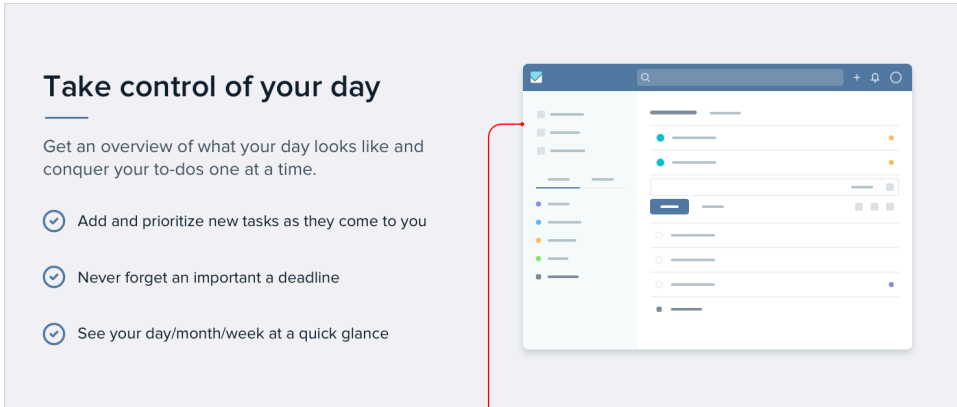 Take control of your day
Get an overview of what your day looks like and
conquer your to-dos one at a time.
Add and prioritize new tasks as they come to you
Never forget an important a deadline
See your day/month/week at a quick glance